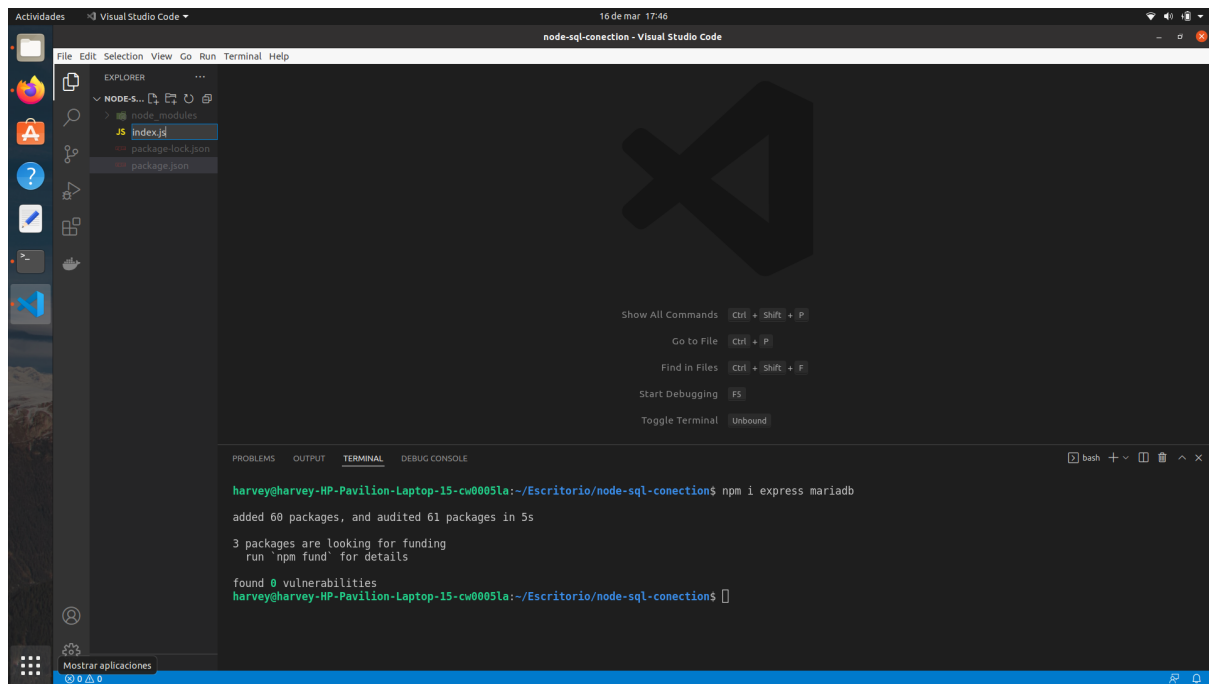 Actividades Visual Studio Code 16 de mar 17:46
node-sql-conection - Visual Studio Code
File Edit Selection View Go Run Terminal Help
EXPLORER ...
NODE-S...
node_modules
JS index.js
package-lock.json
package.json
Show All Commands Ctrl + Shift + P
Go to File Ctrl + P
Find in Files Ctrl + Shift + F
Start Debugging F5
Toggle Terminal Unbound
PROBLEMS OUTPUT TERMINAL DEBUG CONSOLE bash
harvey@harvey-HP-Pavilion-Laptop-15-cw0005la:~/Escritorio/node-sql-conection$ npm i express mariadb
added 60 packages, and audited 61 packages in 5s
3 packages are looking for funding
run `npm fund` for details
found 0 vulnerabilities
harvey@harvey-HP-Pavilion-Laptop-15-cw0005la:~/Escritorio/node-sql-conection$
Mostrar aplicaciones
0 0